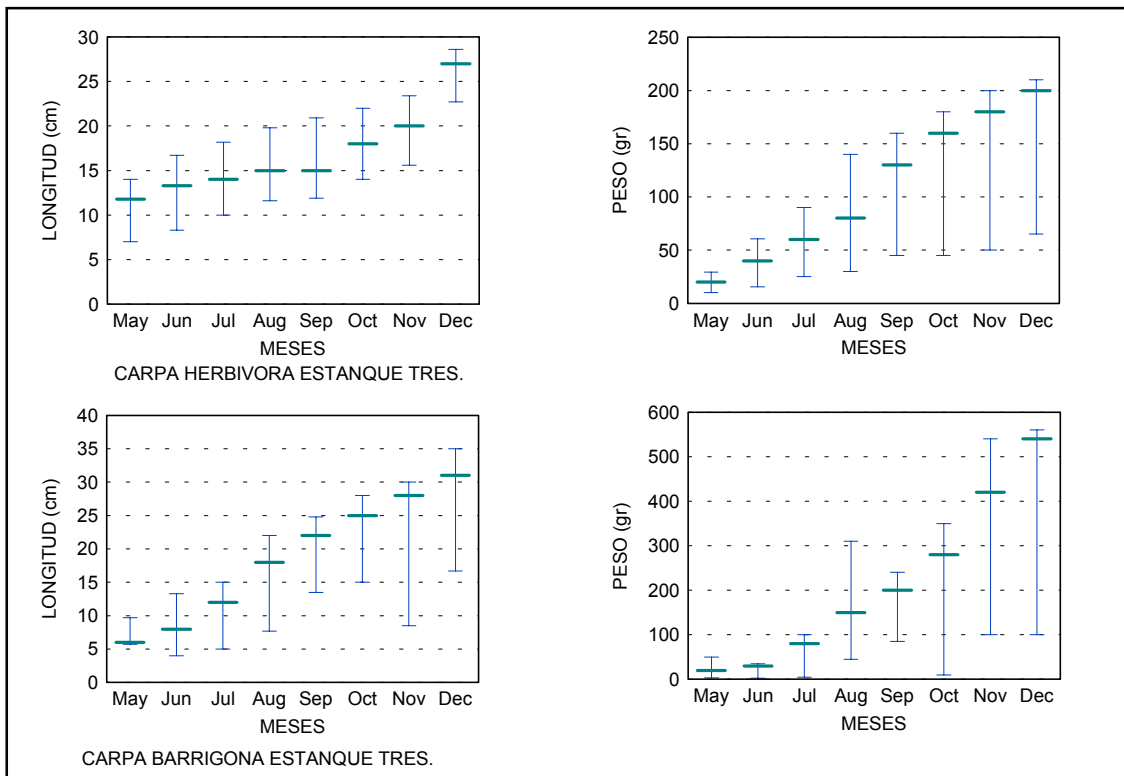 LONGITUD (cm)
30
25
20
15
10
5
0
May Jun Jul Aug Sep Oct Nov Dec
MESES
PESO (gr)
250
200
150
100
50
0
May Jun Jul Aug Sep Oct Nov Dec
MESES
CARPA HERBIVORA ESTANQUE TRES.
LONGITUD (cm)
40
35
30
25
20
15
10
5
0
May Jun Jul Aug Sep Oct Nov Dec
MESES
PESO (gr)
600
500
400
300
200
100
0
May Jun Jul Aug Sep Oct Nov Dec
MESES
CARPA BARRIGONA ESTANQUE TRES.